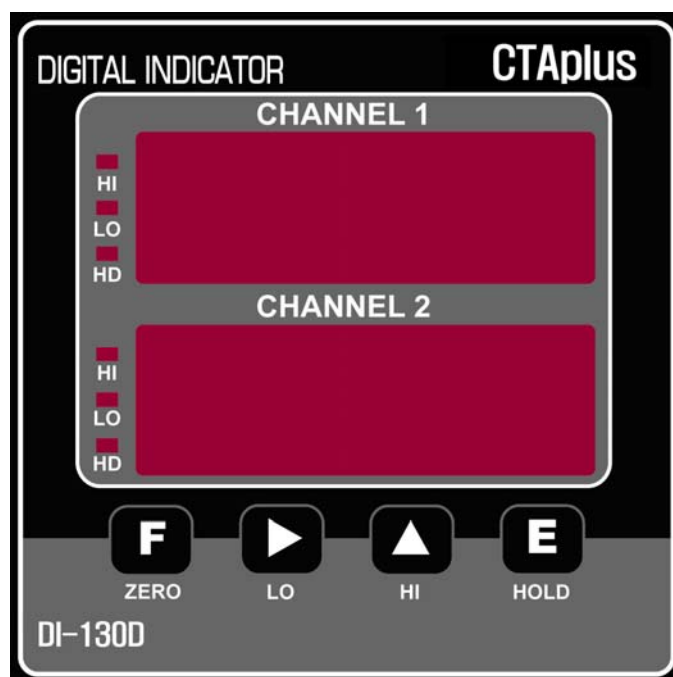 DIGITAL INDICATOR CTAplus
CHANNEL 1
HI
LO
HD
CHANNEL 2
HI
LO
HD
F E
ZERO LO HI HOLD
DI-130D